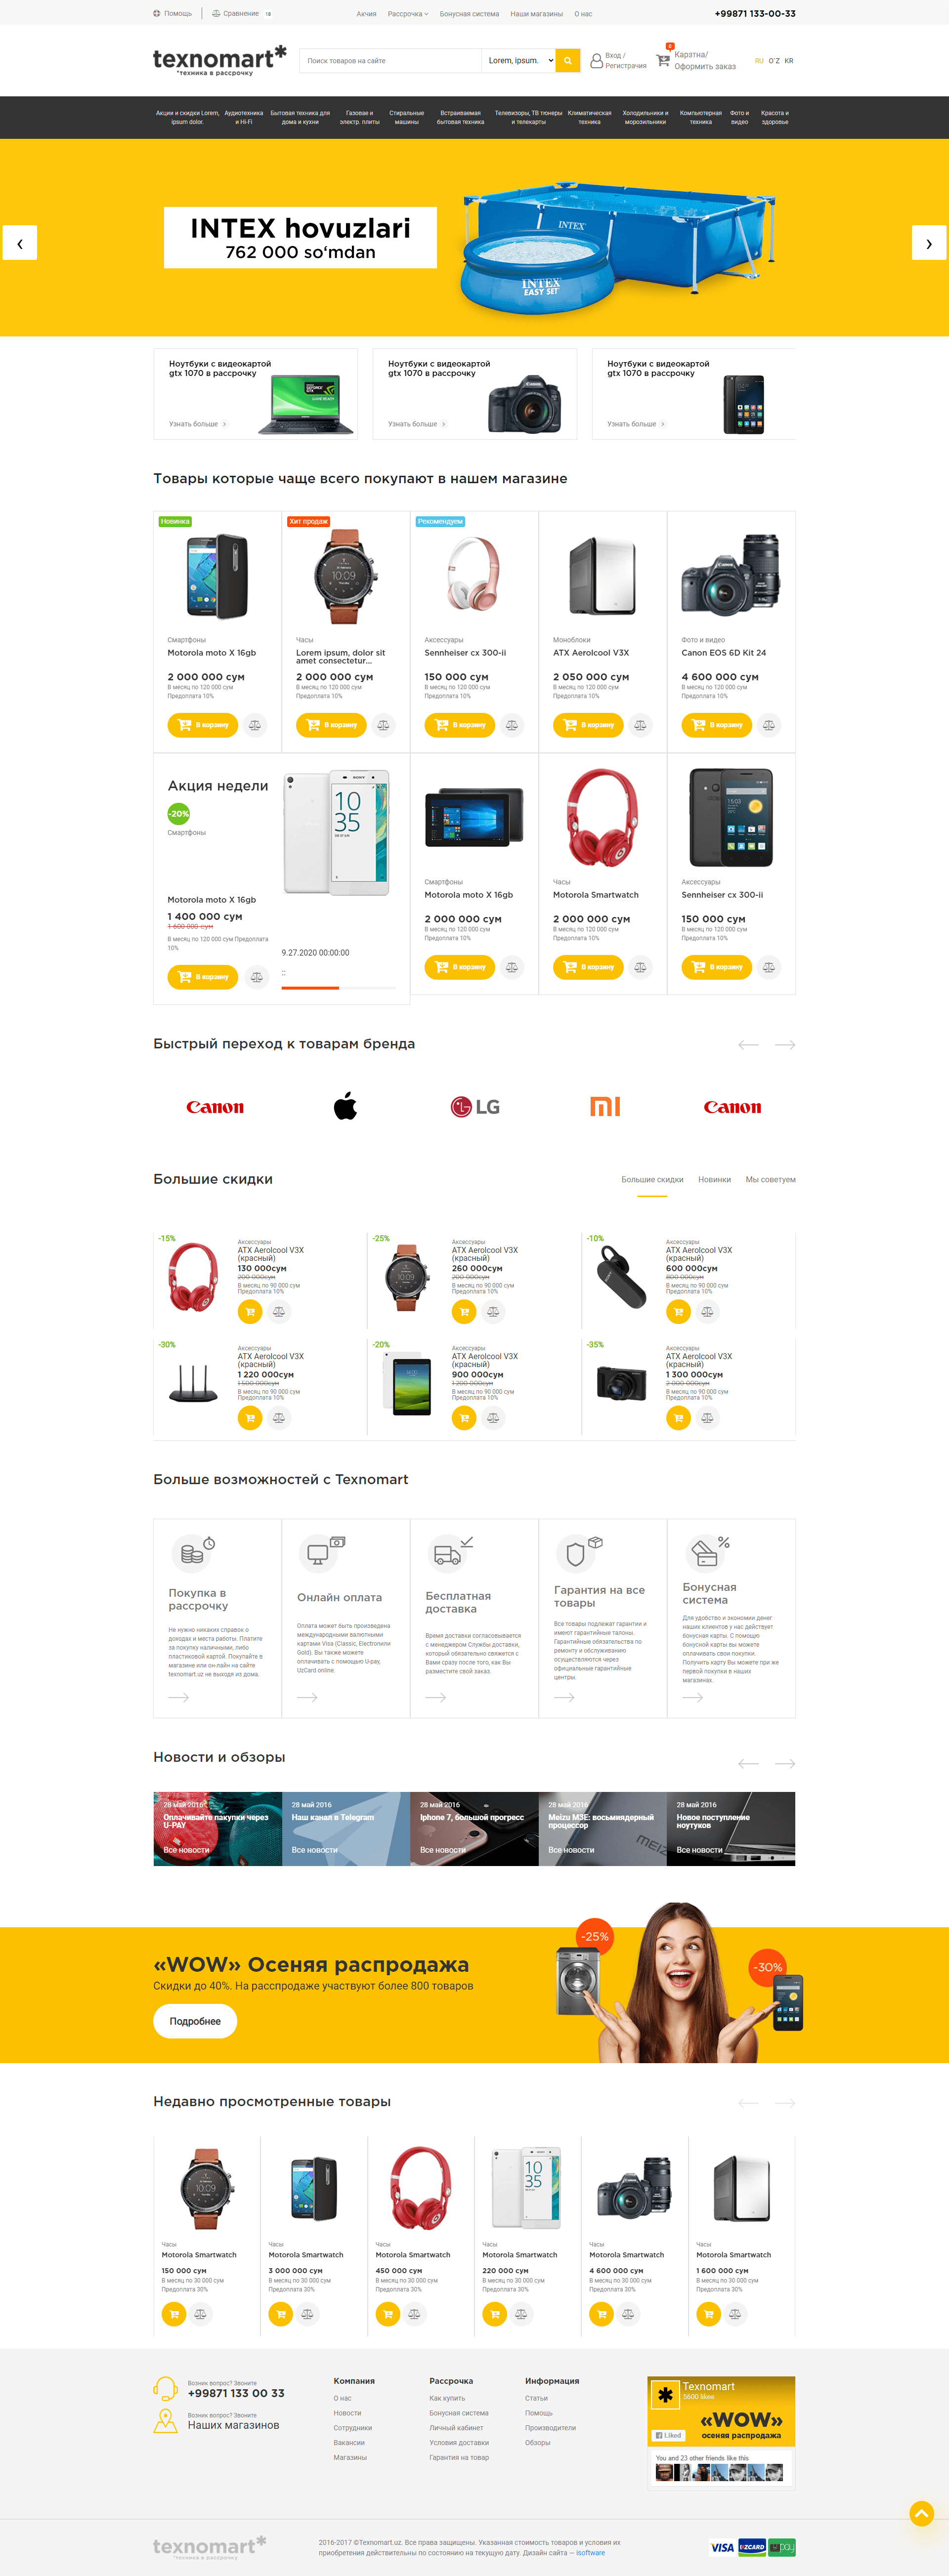 Помощь
Сравнение 18
Акчия
Рассрочка
Бонусная система
Наши магазины
О нас
+99871 133-00-33
texnomart*
*техника в рассрочку
Поиск товаров на сайте
Lorem, ipsum.
Вход /
Регистрачия
0
Карзтна/
Оформить заказ
RU O`Z KR
Акции и скидки Lorem,
ipsum dolor.
Аудиотехника
и Hi-Fi
Бытовая техника для
дома и кухни
Газовае и
электр. плиты
Стиральные
машины
Встраиваемая
бытовая техника
Телевизоры, ТВ тюнеры
и телекарты
Климатическая
техника
Холодильники и
морозильники
Компьютерная
техника
Фото и
видео
Красота и
здоровье
INTEX hovuzlari
762 000 so‘mdan
INTEX
INTEX
EASY SET
Ноутбуки с видеокартой
gtx 1070 в рассрочку
Узнать больше
Ноутбуки с видеокартой
gtx 1070 в рассрочку
Узнать больше
Ноутбуки с видеокартой
gtx 1070 в рассрочку
Узнать больше
Товары которые чаще всего покупают в нашем магазине
Новинка
Смартфоны
Motorola moto X 16gb
2 000 000 сум
В месяц по 120 000 сум
Предоплата 10%
В корзину
Хит продаж
Часы
Lorem ipsum, dolor sit
amet consectetur...
2 000 000 сум
В месяц по 120 000 сум
Предоплата 10%
В корзину
Рекомендуем
Аксессуары
Sennheiser cx 300-ii
150 000 сум
В месяц по 120 000 сум
Предоплата 10%
В корзину
Моноблоки
ATX Aerolcool V3X
2 050 000 сум
В месяц по 120 000 сум
Предоплата 10%
В корзину
Фото и видео
Canon EOS 6D Kit 24
4 600 000 сум
В месяц по 120 000 сум
Предоплата 10%
В корзину
Акция недели
-20%
Смартфоны
Motorola moto X 16gb
1 400 000 сум
1 600 000 сум
В месяц по 120 000 сум Предоплата
10%
В корзину
SONY
10
35
9.27.2020 00:00:00
::
Смартфоны
Motorola moto X 16gb
2 000 000 сум
В месяц по 120 000 сум
Предоплата 10%
В корзину
Часы
Motorola Smartwatch
2 000 000 сум
В месяц по 120 000 сум
Предоплата 10%
В корзину
Аксессуары
Sennheiser cx 300-ii
150 000 сум
В месяц по 120 000 сум
Предоплата 10%
В корзину
Быстрый переход к товарам бренда
Canon
LG
Canon
Большие скидки
Большие скидки
Новинки
Мы советуем
-15%
Аксессуары
ATX Aerolcool V3X
(красный)
130 000сум
200 000сум
В месяц по 90 000 сум
Предоплата 10%
-25%
Аксессуары
ATX Aerolcool V3X
(красный)
260 000сум
200 000сум
В месяц по 90 000 сум
Предоплата 10%
-10%
Аксессуары
ATX Aerolcool V3X
(красный)
600 000сум
800 000сум
В месяц по 90 000 сум
Предоплата 10%
-30%
Аксессуары
ATX Aerolcool V3X
(красный)
1 220 000сум
1 500 000сум
В месяц по 90 000 сум
Предоплата 10%
-20%
Аксессуары
ATX Aerolcool V3X
(красный)
900 000сум
1 200 000сум
В месяц по 90 000 сум
Предоплата 10%
-35%
Аксессуары
ATX Aerolcool V3X
(красный)
1 300 000сум
2 000 000сум
В месяц по 90 000 сум
Предоплата 10%
Больше возможностей с Texnomart
Покупка в
рассрочку
Не нужно никаких справок о
доходах и места работы. Платите
за покупку наличными, либо
пластиковой картой. Покупайте в
магазине или он-лайн на сайте
texnomart.uz не выходя из дома.
Онлайн оплата
Оплата может быть произведена
международными валютными
картами Visa (Classic, Electronили
Gold). Вы также можете
оплачивать с помощью U-pay,
UzCard online.
Бесплатная
доставка
Время доставки согласовывается
с менеджером Службы доставки,
который обязательно свяжется с
Вами сразу после того, как Вы
разместите свой заказ.
Гарантия на все
товары
Все товары подлежат гарантии и
имеют гарантийные талоны.
Гарантийные обязательства по
ремонту и обслуживанию
осуществляются через
официальные гарантийные
центры.
Бонусная
система
Для удобство и экономии денег
наших клиентов у нас действует
бонусная карты. С помощю
бонусной карты вы можете
оплачивать свои покупки.
Получить карту Вы можете при же
первой покупки в наших
магазинах.
Новости и обзоры
28 май 2016
Оплачивайте пакупки через
U-PAY
Все новости
28 май 2016
Наш канал в Telegram
Все новости
28 май 2016
Iphone 7, большой прогресс
Все новости
28 май 2016
Meizu M3E: восьмиядерный
процессор
Все новости
28 май 2016
Новое поступление
ноутуков
Все новости
«WOW» Осеняя распродажа
Скидки до 40%. На расспродаже участвуют более 800 товаров
Подробнее
-25%
-30%
Недавно просмотренные товары
Часы
Motorola Smartwatch
150 000 сум
В месяц по 30 000 сум
Предоплата 30%
Часы
Motorola Smartwatch
3 000 000 сум
В месяц по 30 000 сум
Предоплата 30%
Часы
Motorola Smartwatch
450 000 сум
В месяц по 30 000 сум
Предоплата 30%
Часы
Motorola Smartwatch
220 000 сум
В месяц по 30 000 сум
Предоплата 30%
Часы
Motorola Smartwatch
4 600 000 сум
В месяц по 30 000 сум
Предоплата 30%
Часы
Motorola Smartwatch
1 600 000 сум
В месяц по 30 000 сум
Предоплата 30%
Возник вопрос? Звоните
+99871 133 00 33
Возник вопрос? Звоните
Наших магазинов
Компания
О нас
Новости
Сотрудники
Вакансии
Магазины
Рассрочка
Как купить
Бонусная система
Личный кабинет
Условия доставки
Гарантия на товар
Информация
Статьи
Помощь
Производители
Обзоры
Texnomart
5600 likes
«WOW»
осеняя распродажа
Liked
You and 23 other friends like this
texnomart*
*техника в рассрочку
2016-2017 ©Texnomart.uz. Все права защищены. Указанная стоимость товаров и условия их
приобретения действительны по состоянию на текущую дату. Дизайн сайта — isoftware
VISA
UZCARD
Upay